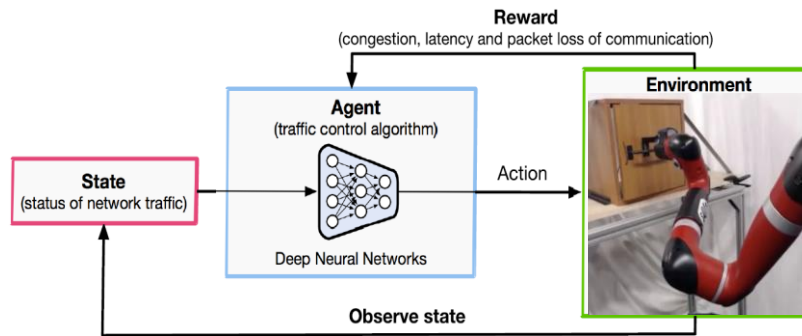 Reward
(congestion, latency and packet loss of communication)
Environment
Agent
(traffic control algorithm)
Action
State
(status of network traffic)
Deep Neural Networks
Observe state